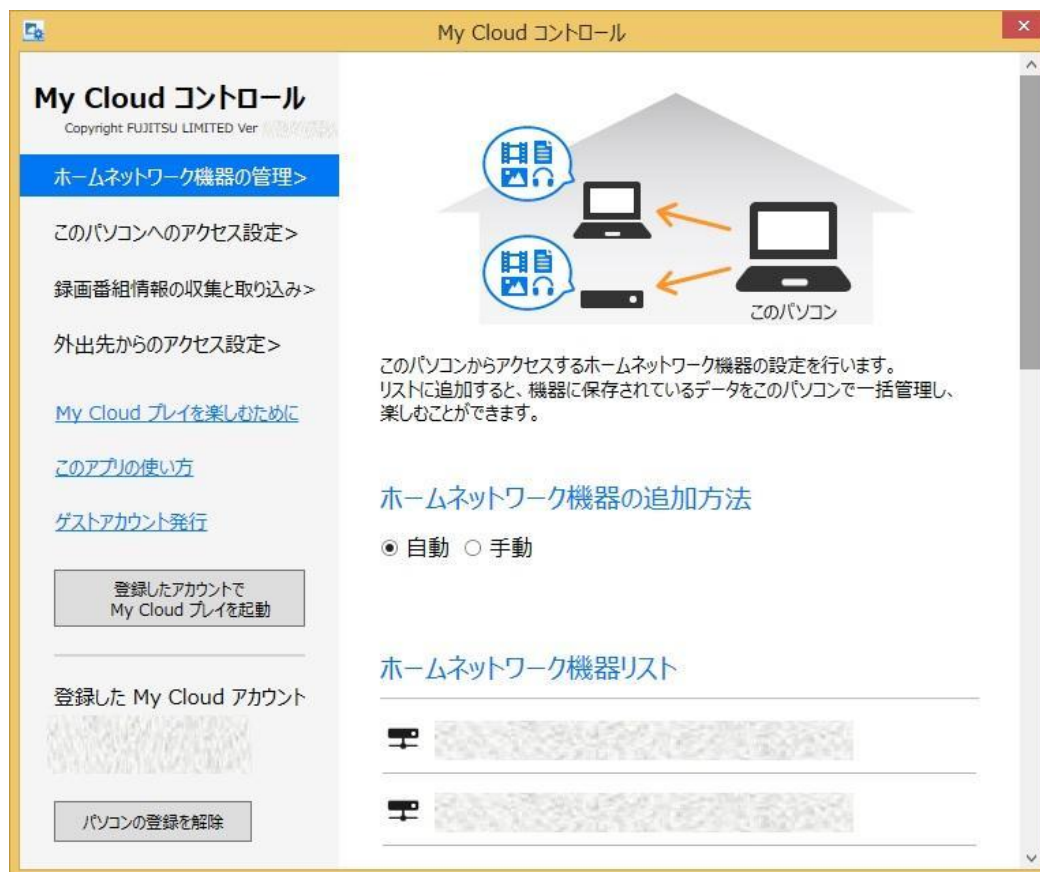 My Cloud コントロール
My Cloud コントロール
Copyright FUJITSU LIMITED Ver
ホームネットワーク機器の管理>
このパソコンへのアクセス設定>
録画番組情報の収集と取り込み>
外出先からのアクセス設定>
My Cloud プレイを楽しむために
このアプリの使い方
ゲストアカウント発行
登録したアカウントで
My Cloud プレイを起動
登録した My Cloud アカウント
パソコンの登録を解除
このパソコン
このパソコンからアクセスするホームネットワーク機器の設定を行います。
リストに追加すると、機器に保存されているデータをこのパソコンで一括管理し、
楽しむことができます。
ホームネットワーク機器の追加方法
自動 手動
ホームネットワーク機器リスト